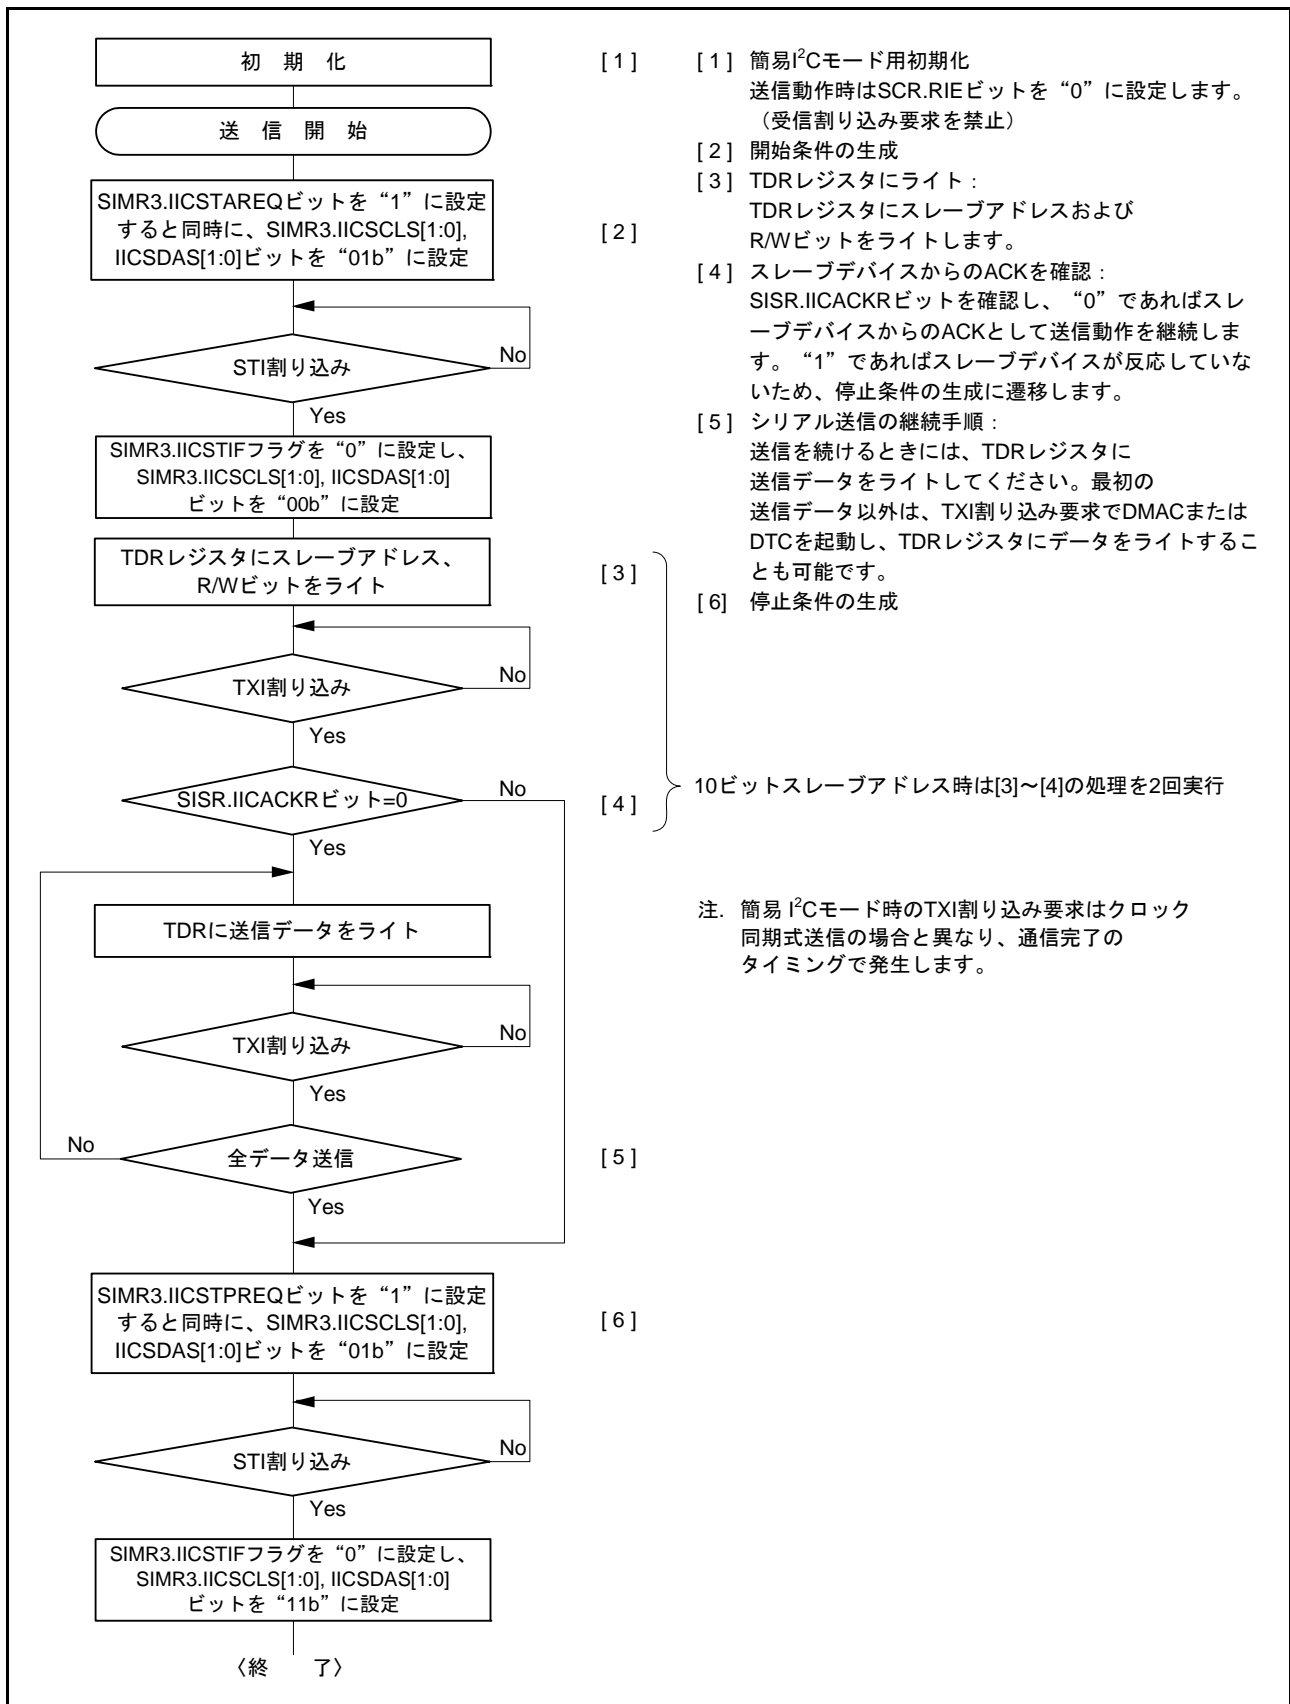 初　期　化
[ 1 ]
送　信　開　始
SIMR3.IICSTAREQビットを“1”に設定
すると同時に、SIMR3.IICSCLS[1:0],
IICSDAS[1:0]ビットを“01b”に設定
[ 2 ]
STI割り込み
No
Yes
SIMR3.IICSTIFフラグを“0”に設定し、
SIMR3.IICSCLS[1:0], IICSDAS[1:0]
ビットを“00b”に設定
TDRレジスタにスレーブアドレス、
R/Wビットをライト
[ 3 ]
TXI割り込み
No
Yes
SISR.IICACKRビット=0
No
[ 4 ]
Yes
TDRに送信データをライト
TXI割り込み
No
Yes
No
全データ送信
[ 5 ]
Yes
SIMR3.IICSTPREQビットを“1”に設定
すると同時に、SIMR3.IICSCLS[1:0],
IICSDAS[1:0]ビットを“01b”に設定
[ 6 ]
STI割り込み
No
Yes
SIMR3.IICSTIFフラグを“0”に設定し、
SIMR3.IICSCLS[1:0], IICSDAS[1:0]
ビットを“11b”に設定
〈終　了〉
[ 1 ] 簡易I²Cモード用初期化
送信動作時はSCR.RIEビットを“0”に設定します。
（受信割り込み要求を禁止）
[ 2 ] 開始条件の生成
[ 3 ] TDRレジスタにライト：
TDRレジスタにスレーブアドレスおよび
R/Wビットをライトします。
[ 4 ] スレーブデバイスからのACKを確認：
SISR.IICACKRビットを確認し、“0”であればスレ
ーブデバイスからのACKとして送信動作を継続しま
す。“1”であればスレーブデバイスが反応していな
いため、停止条件の生成に遷移します。
[ 5 ] シリアル送信の継続手順：
送信を続けるときには、TDRレジスタに
送信データをライトしてください。最初の
送信データ以外は、TXI割り込み要求でDMACまたは
DTCを起動し、TDRレジスタにデータをライトするこ
とも可能です。
[ 6] 停止条件の生成
10ビットスレーブアドレス時は[3]～[4]の処理を2回実行
注. 簡易 I²Cモード時のTXI割り込み要求はクロック
同期式送信の場合と異なり、通信完了の
タイミングで発生します。